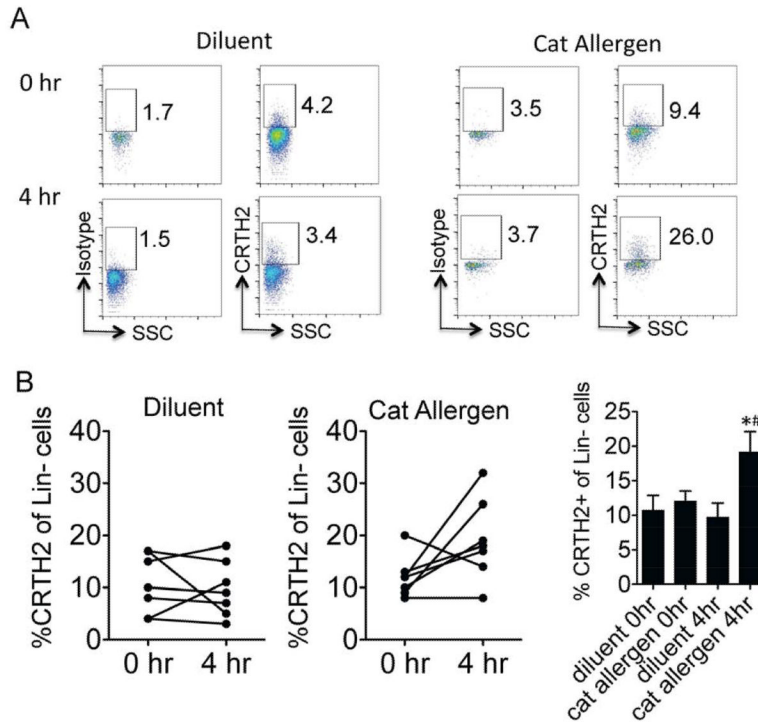 A
Diluent
Cat Allergen
0 hr
1.7
4.2
3.5
9.4
4 hr
1.5
3.4
3.7
26.0
Isotype
CRTH2
Isotype
CRTH2
SSC
SSC
SSC
SSC
B
Diluent
%CRTH2 of Lin- cells
40
30
20
10
0
0 hr
4 hr
Cat Allergen
%CRTH2 of Lin- cells
40
30
20
10
0
0 hr
4 hr
% CRTH2+ of Lin- cells
25
20
15
10
5
0
*#
diluent 0hr
cat allergen 0hr
diluent 4hr
cat allergen 4hr